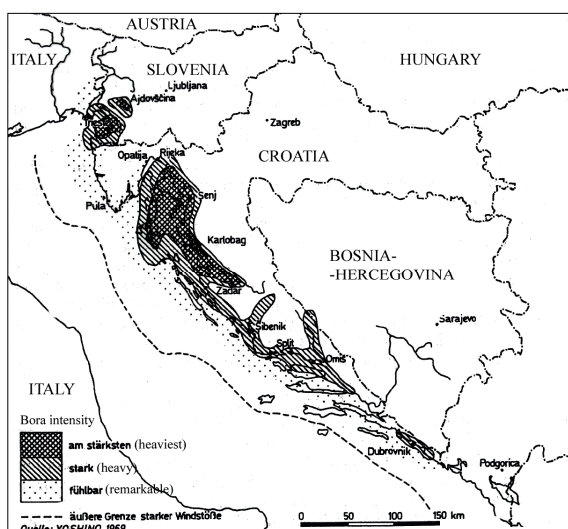 AUSTRIA
ITALY
SLOVENIA
HUNGARY
Ajdovščina
Ljubljana
Trieste
Zagreb
Opatija
Rijeka
CROATIA
Pula
Senj
Karlobag
BOSNIA-
-HERCEGOVINA
Zadar
Šibenik
Split
Omiš
Sarajevo
ITALY
Dubrovnik
Podgorica
Bora intensity
am stärksten (heaviest)
stark (heavy)
fühlbar (remarkable)
äußere Grenze starker Windstöße
Quelle: YOSHINO 1969
0 50 100 150 km